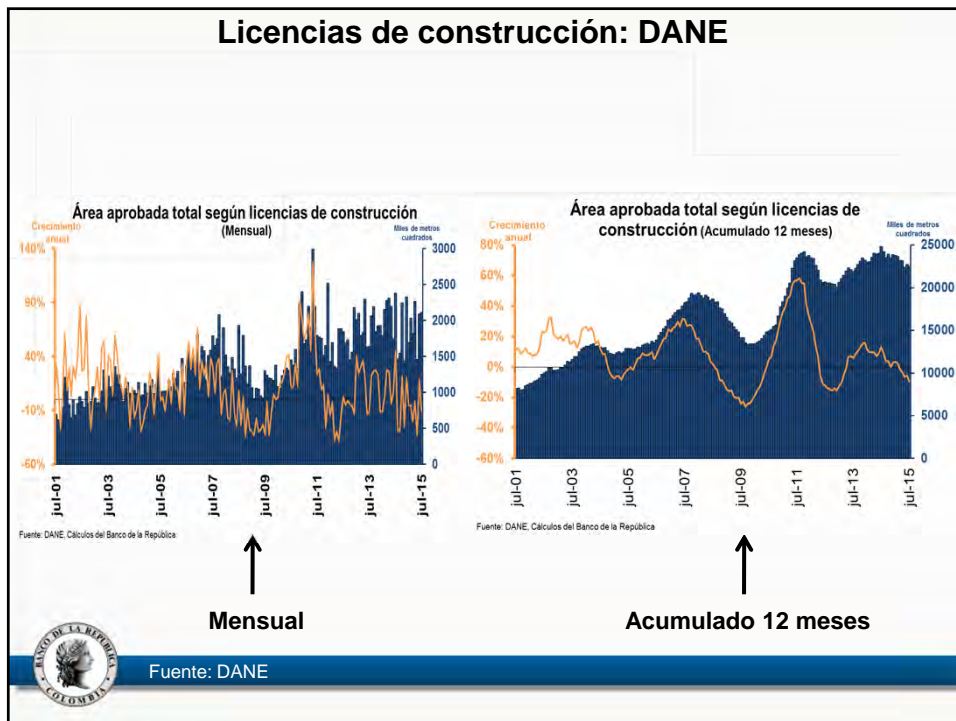 Licencias de construcción: DANE
Área aprobada total según licencias de construcción
(Mensual)
Crecimiento
anual
Miles de metros
cuadrados
140%
90%
40%
-10%
-60%
3000
2500
2000
1500
1000
500
0
jul-01
jul-03
jul-05
jul-07
jul-09
jul-11
jul-13
jul-15
Fuente: DANE, Cálculos del Banco de la República
Área aprobada total según licencias de
construcción (Acumulado 12 meses)
Crecimiento
anual
Miles de metros
cuadrados
80%
60%
40%
20%
0%
-20%
-40%
-60%
25000
20000
15000
10000
5000
0
jul-01
jul-03
jul-05
jul-07
jul-09
jul-11
jul-13
jul-15
Fuente: DANE, Cálculos del Banco de la República
Mensual
Acumulado 12 meses
BANCO DE LA REPUBLICA
COLOMBIA
Fuente: DANE